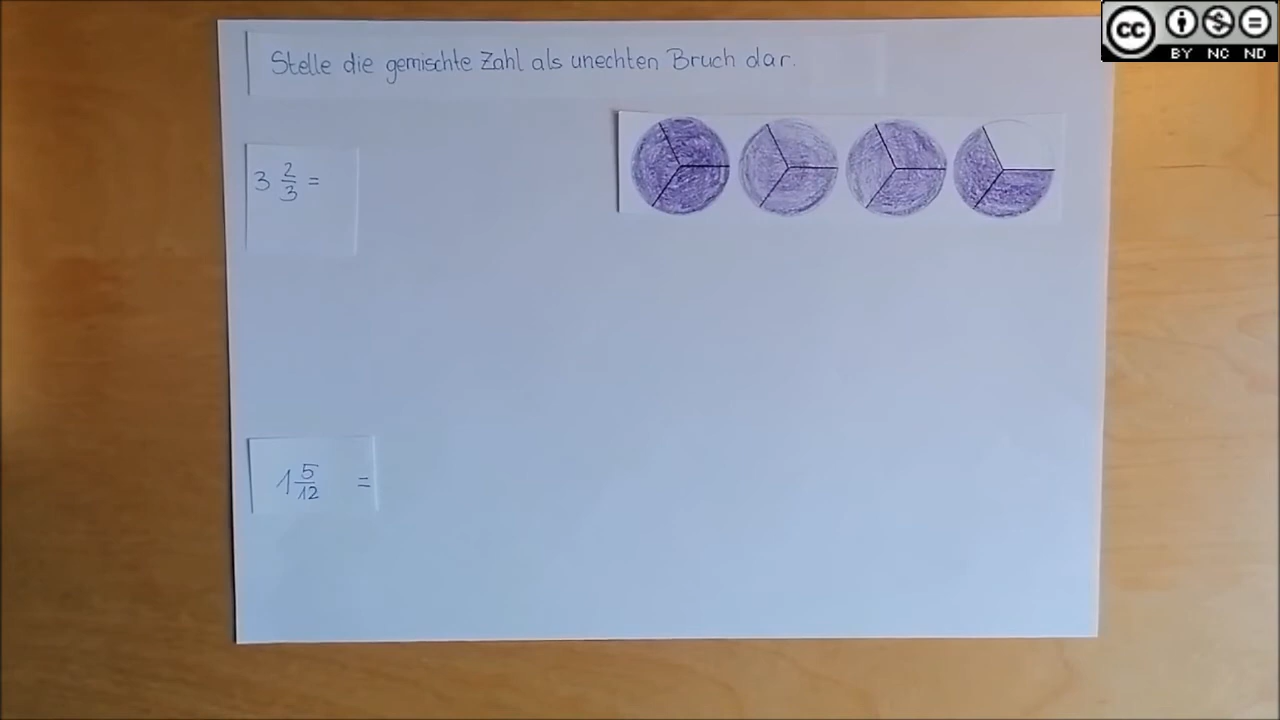 Stelle die gemischte Zahl als unechten Bruch dar.
3 2/3 =
1 5/12 =
CC BY NC ND